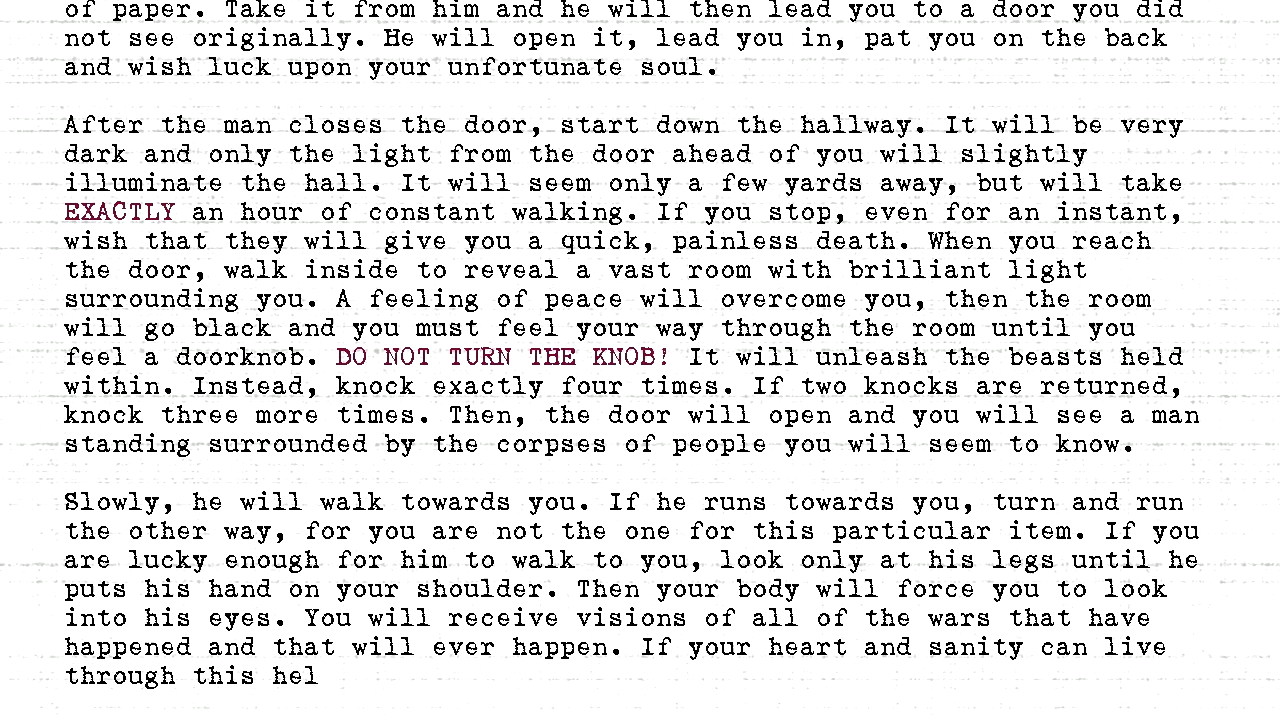 of paper. Take it from him and he will then lead you to a door you did
not see originally. He will open it, lead you in, pat you on the back
and wish luck upon your unfortunate soul.
After the man closes the door, start down the hallway. It will be very
dark and only the light from the door ahead of you will slightly
illuminate the hall. It will seem only a few yards away, but will take
EXACTLY an hour of constant walking. If you stop, even for an instant,
wish that they will give you a quick, painless death. When you reach
the door, walk inside to reveal a vast room with brilliant light
surrounding you. A feeling of peace will overcome you, then the room
will go black and you must feel your way through the room until you
feel a doorknob. DO NOT TURN THE KNOB! It will unleash the beasts held
within. Instead, knock exactly four times. If two knocks are returned,
knock three more times. Then, the door will open and you will see a man
standing surrounded by the corpses of people you will seem to know.
Slowly, he will walk towards you. If he runs towards you, turn and run
the other way, for you are not the one for this particular item. If you
are lucky enough for him to walk to you, look only at his legs until he
puts his hand on your shoulder. Then your body will force you to look
into his eyes. You will receive visions of all of the wars that have
happened and that will ever happen. If your heart and sanity can live
through this hel